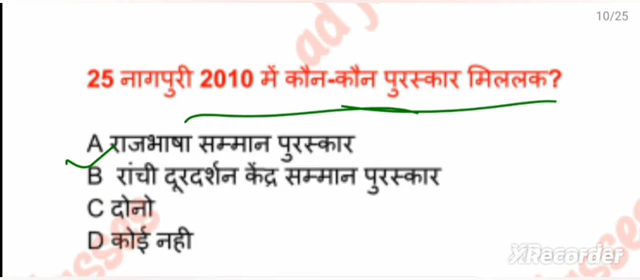 10/25
25 नागपुरी 2010 में कौन-कौन पुरस्कार मिललक?
A राजभाषा सम्मान पुरस्कार
B रांची दूरदर्शन केंद्र सम्मान पुरस्कार
C दोनो
D कोई नही
XRecorder